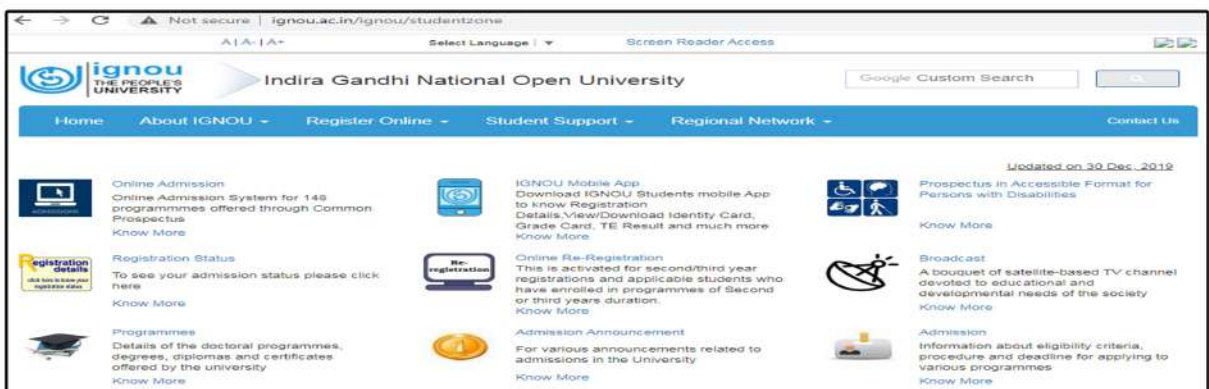 Not secure | ignou.ac.in/ignou/studentzone
A | A- | A+
Select Language | ▼
Screen Reader Access
ignou
THE PEOPLE'S
UNIVERSITY
Indira Gandhi National Open University
Google Custom Search
Home
About IGNOU
Register Online
Student Support
Regional Network
Contact Us
Updated on 30 Dec, 2019
ADMISSIONS
Online Admission
Online Admission System for 148
programmmes offered through Common
Prospectus
Know More
IGNOU Mobile App
Download IGNOU Students mobile App
to know Registration
Details,View/Download Identity Card,
Grade Card, TE Result and much more
Know More
Prospectus in Accessible Format for
Persons with Disabilities
Know More
Registration
details
click here to know your
registration status
Registration Status
To see your admission status please click
here
Know More
Re-
registration
Online Re-Registration
This is activated for second/third year
registrations and applicable students who
have enrolled in programmes of Second
or third years duration.
Know More
Broadcast
A bouquet of satellite-based TV channel
devoted to educational and
developmental needs of the society
Know More
Programmes
Details of the doctoral programmes,
degrees, diplomas and certificates
offered by the university
Know More
Admission Announcement
For various announcements related to
admissions in the University
Know More
Admission
Information about eligibility criteria,
procedure and deadline for applying to
various programmes
Know More